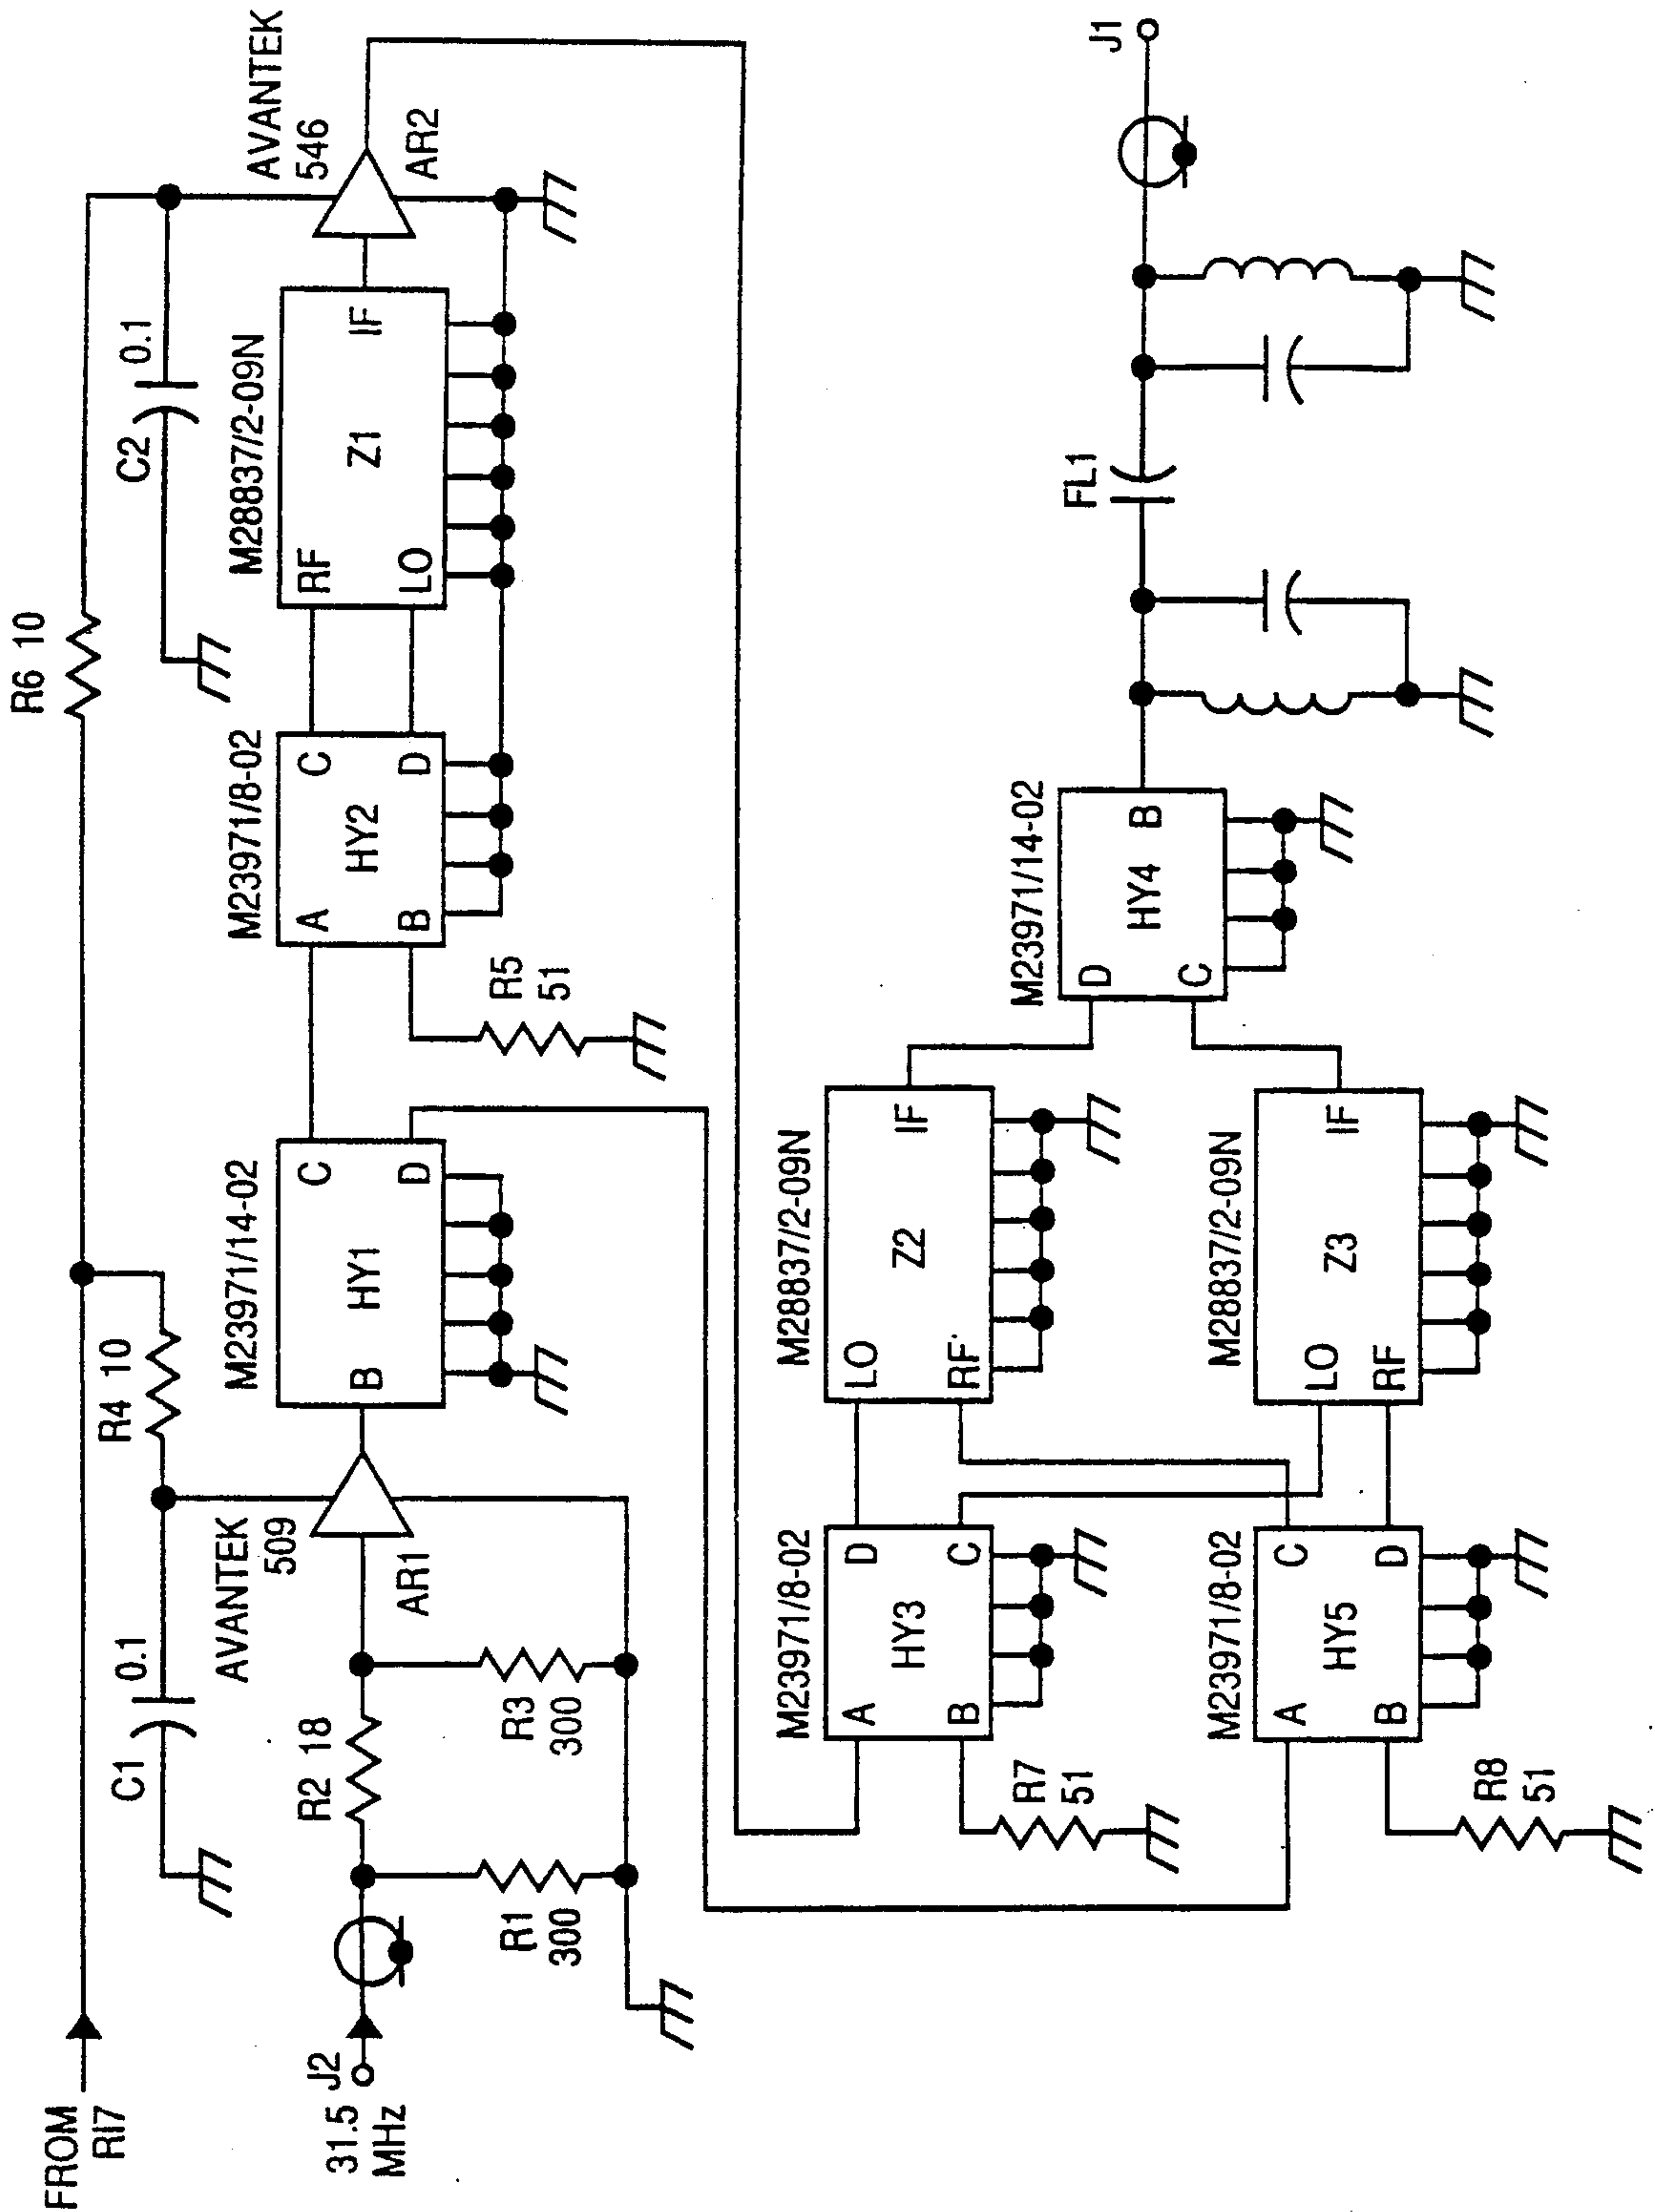 FROM
RI7
R6 10
R4 10
C1
0.1
C2
0.1
31.5
MHz
J2
R1
300
R2 18
R3
300
AVANTEK
509
AR1
M23971/14-02
B
HY1
C
D
M23971/8-02
A
B
HY2
C
D
R5
51
M28837/2-09N
RF
LO
Z1
IF
AVANTEK
546
AR2
M23971/8-02
A
B
HY3
D
C
R7
51
M28837/2-09N
LO
RF
Z2
IF
M23971/8-02
A
B
HY5
C
D
R8
51
M28837/2-09N
LO
RF
Z3
IF
M23971/14-02
D
C
HY4
B
FL1
J1